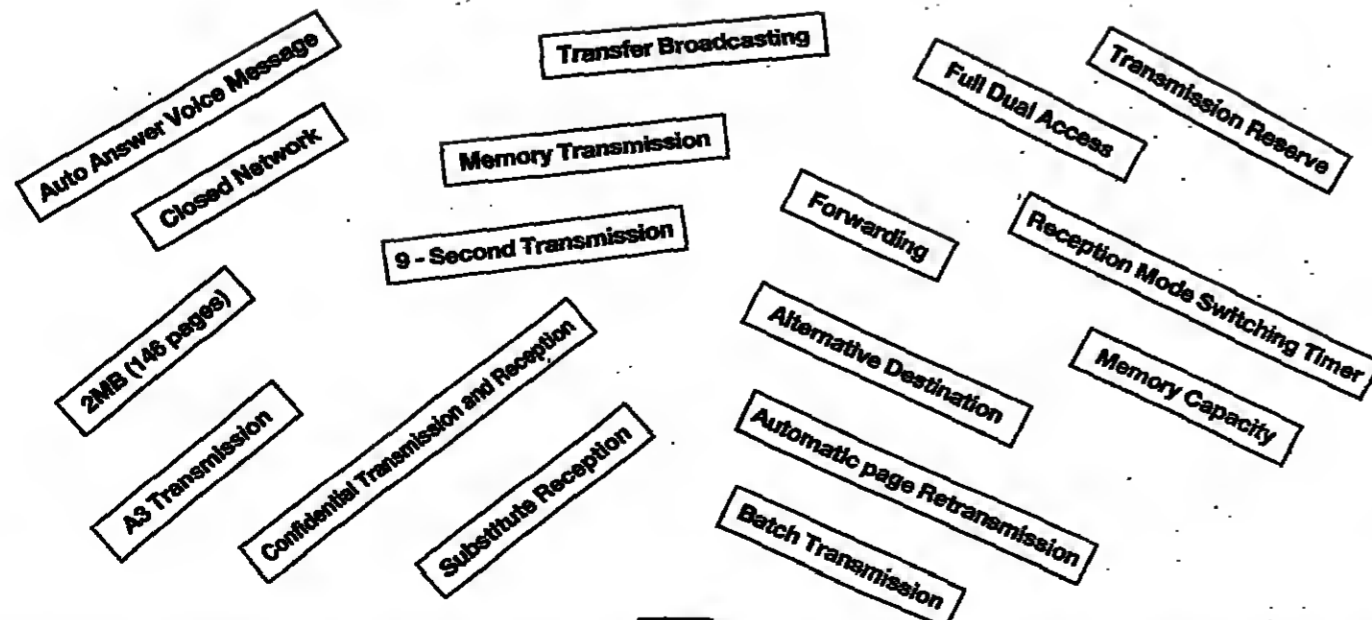 Auto Answer Voice Message
Transfer Broadcasting
Full Dual Access
Transmission Reserve
Closed Network
Memory Transmission
Forwarding
Reception Mode Switching Timer
9 - Second Transmission
2MB (146 pages)
Alternative Destination
Memory Capacity
Confidential Transmission and Reception
A3 Transmission
Substitute Reception
Automatic page Retransmission
Batch Transmission